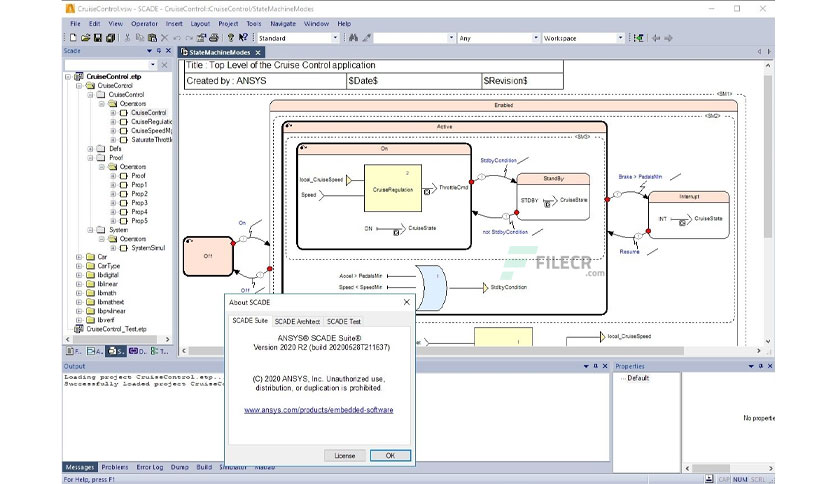 CruiseControl.vsw - SCADE - CruiseControl::CruiseControl/StateMachineModes
File Edit View Operator Insert Layout Project Tools Navigate Window Help
Standard Any Workspace
Scade
StateMachineModes
CruiseControl.etp
CruiseControl
CruiseControl
Operators
CruiseControl
CruiseRegulatio
CruiseSpeedM
SaturateThrottl
Defs
Proof
Operators
Proof
Prop1
Prop2
Prop3
Prop4
Prop5
System
Operators
SystemSimul
Car
CarType
libdigital
liblinear
libmath
libmathext
libpwlinear
libverif
CruiseControl_Test.etp
Title : Top Level of the Cruise Control application
Created by : ANSYS $Date$ $Revision$
<SM1>
Enabled
<SM2>
Active
<SM3>
On
local_CruiseSpeed
Speed
2
CruiseRegulation
ThrottleCmd
ON CruiseState
StdbyCondition
StandBy
STDBY CruiseState
not StdbyCondition
Brake > PedalsMin
Interrupt
INT CruiseState
Resume
On
Off
Off
Accel > PedalsMin
Speed < SpeedMin
1
StdbyCondition
local_CruiseSpeed
FILECR
.com
About SCADE
SCADE Suite SCADE Architect SCADE Test
ANSYS® SCADE Suite®
Version 2020 R2 (build 20200528T211637)
(C) 2020 ANSYS, Inc. Unauthorized use,
distribution, or duplication is prohibited.
www.ansys.com/products/embedded-software
License OK
Output
Loading project CruiseControl.etp...
Successfully loaded project CruiseCo
Properties
Default
No propertie
Messages Problems Error Log Dump Build Simulator
For Help, press F1
CAP NUM SCRL